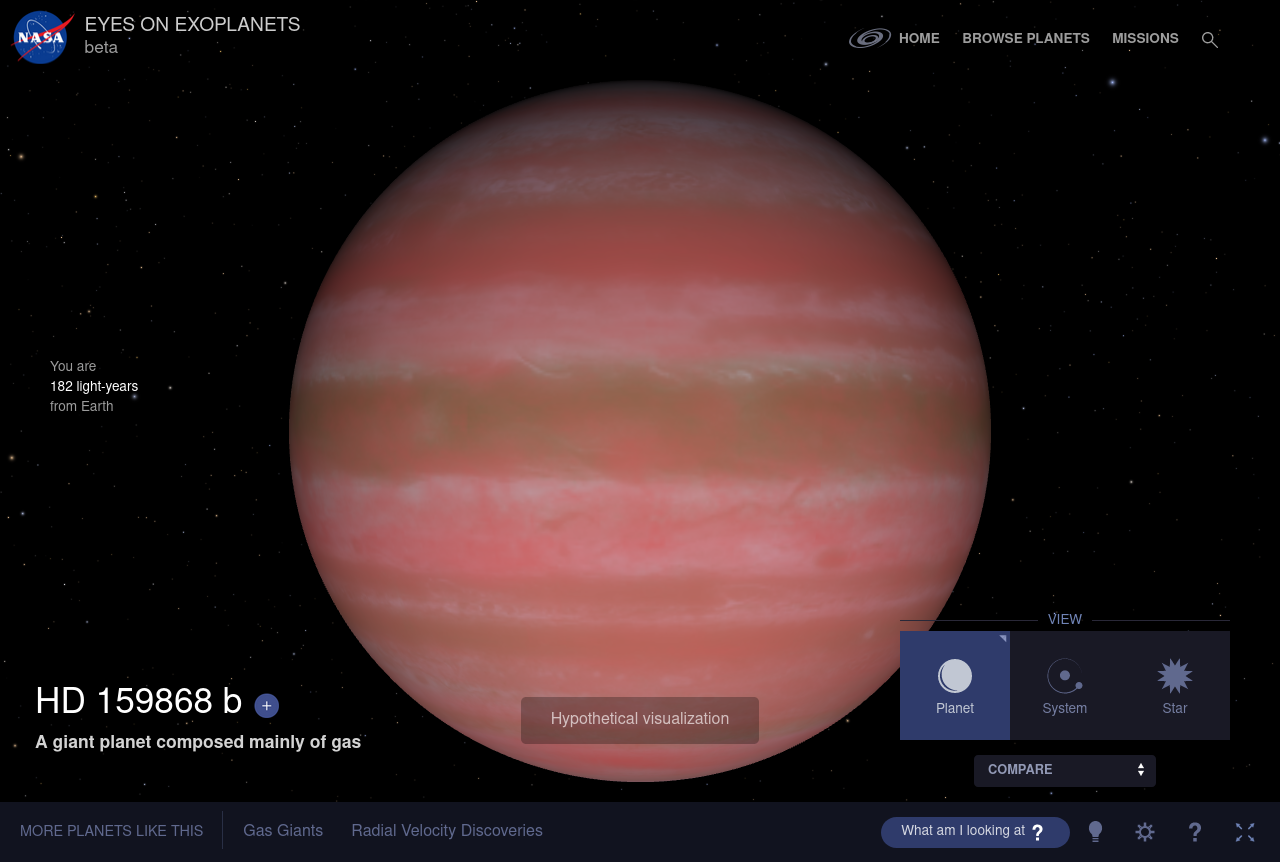 NASA
EYES ON EXOPLANETS
beta
HOME
BROWSE PLANETS
MISSIONS
You are
182 light-years
from Earth
VIEW
Planet
System
Star
HD 159868 b +
A giant planet composed mainly of gas
Hypothetical visualization
COMPARE
MORE PLANETS LIKE THIS
Gas Giants
Radial Velocity Discoveries
What am I looking at ?
?